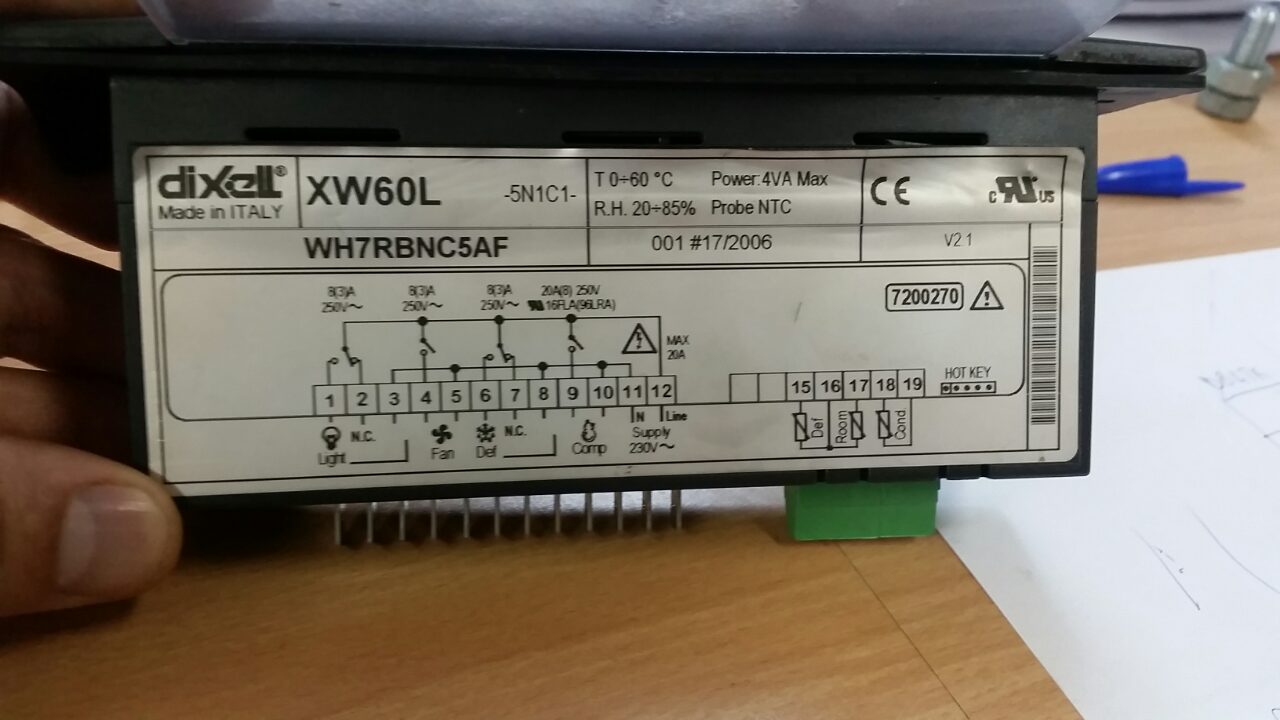 diXell®
Made in ITALY
XW60L -5N1C1-
T 0÷60 °C Power:4VA Max
R.H. 20÷85% Probe NTC
CE
c UR US
WH7RBNC5AF
001 #17/2006
V2.1
8(3)A 8(3)A 8(3)A 20A(8) 250V
250V~ 250V~ 250V~ 16FLA(96LRA)
7200270
MAX
20A
HOT KEY
1 2 3 4 5 6 7 8 9 10 11 12
15 16 17 18 19
N Line
N.C. N.C.
Light Fan Def Comp
Supply
230V~
Def Room Cond